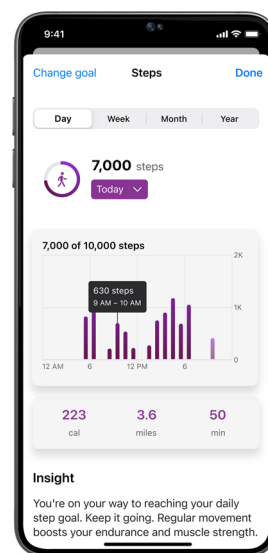 9:41
Change goal Steps Done
Day Week Month Year
7,000 steps
Today
7,000 of 10,000 steps
2K
630 steps
9 AM – 10 AM
1K
0
12 AM 6 12 PM 6
223 3.6 50
cal miles min
Insight
You're on your way to reaching your daily
step goal. Keep it going. Regular movement
boosts your endurance and muscle strength.